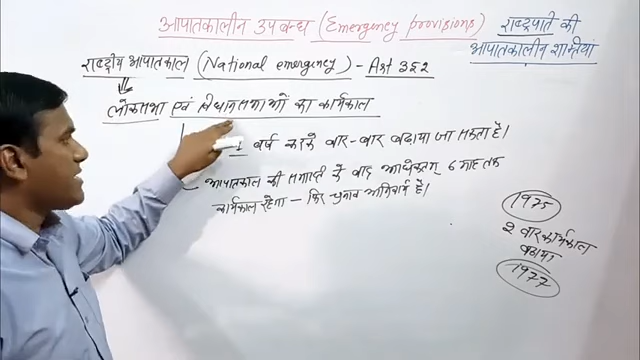 आपातकालीन उपबन्ध (Emergency provisions)
राष्ट्रपति की
आपातकालीन शक्तियां
राष्ट्रीय आपातकाल (National emergency) - Art 352
लोकसभा एवं विधानसभाओं का कार्यकाल
1 वर्ष करके बार-बार बढाया जा सकता है।
आपातकाल की समाप्ति के बाद अधिकतम् 6 माह तक
कार्यकाल रहेगा - फिर चुनाव अनिवार्य है।
1975
2 बार कार्यकाल
बढाया
1977